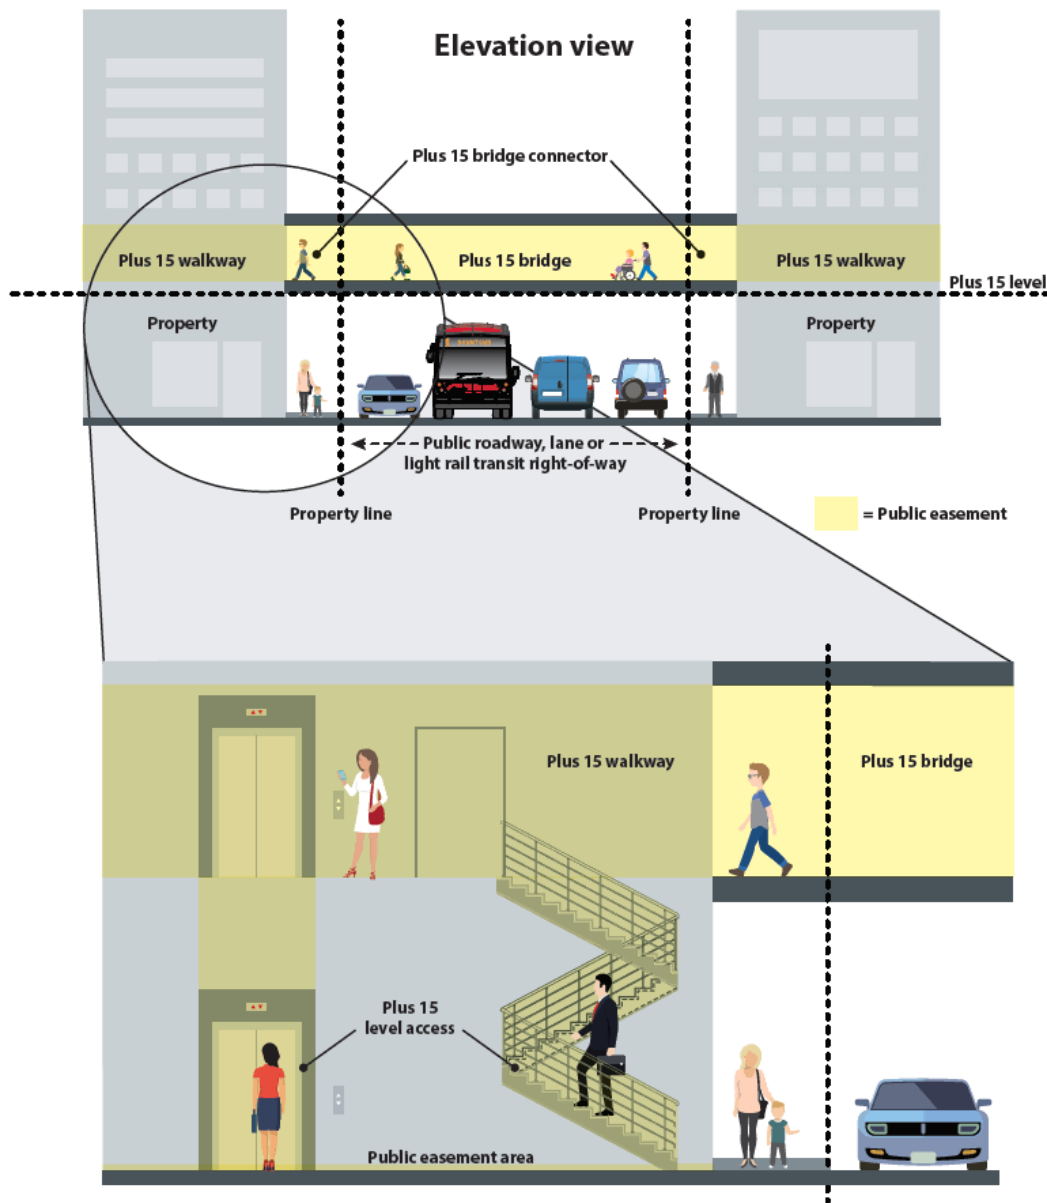 Elevation view
Plus 15 bridge connector
Plus 15 walkway
Plus 15 bridge
Plus 15 walkway
Plus 15 level
Property
Property
Public roadway, lane or
light rail transit right-of-way
Property line
Property line
= Public easement
Plus 15 walkway
Plus 15 bridge
Plus 15
level access
Public easement area